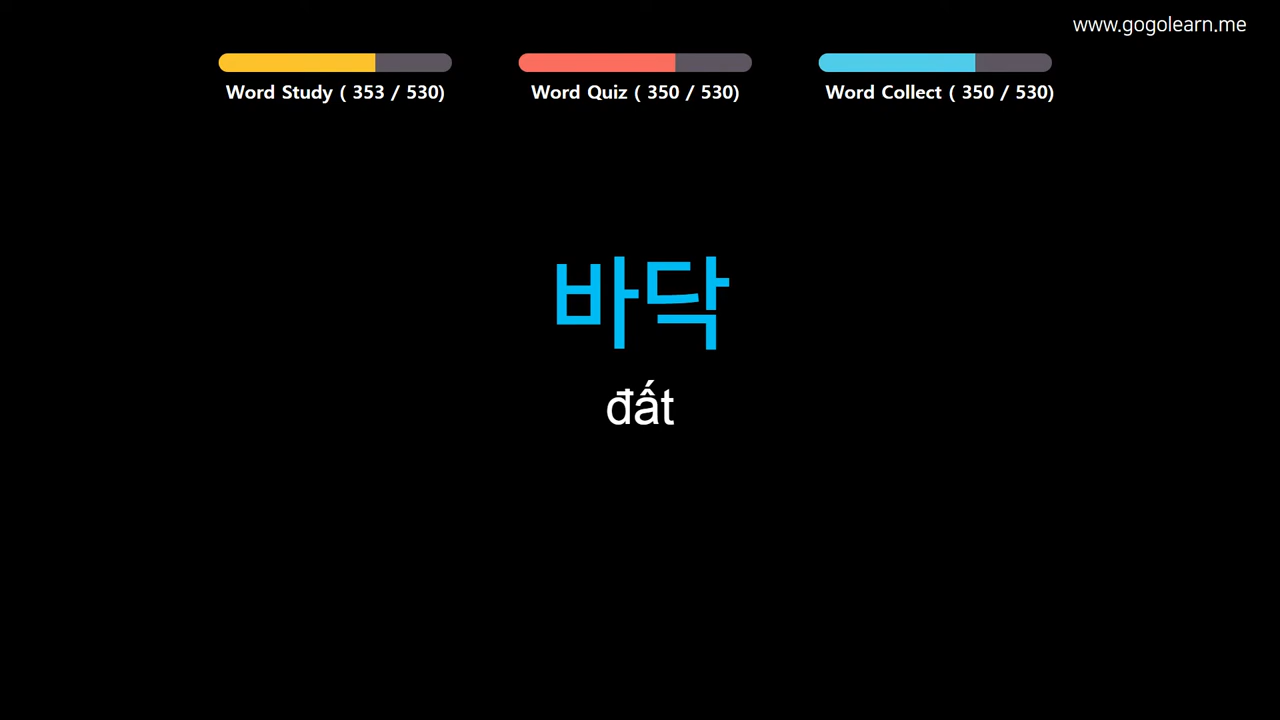 www.gogolearn.me
Word Study ( 353 / 530)
Word Quiz ( 350 / 530)
Word Collect ( 350 / 530)
바닥
đất